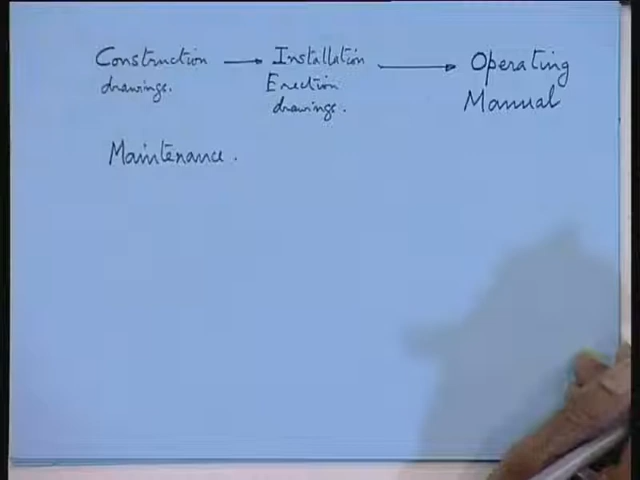 Construction → Installation → Operating
drawings. Erection Manual
drawings.
Maintenance.